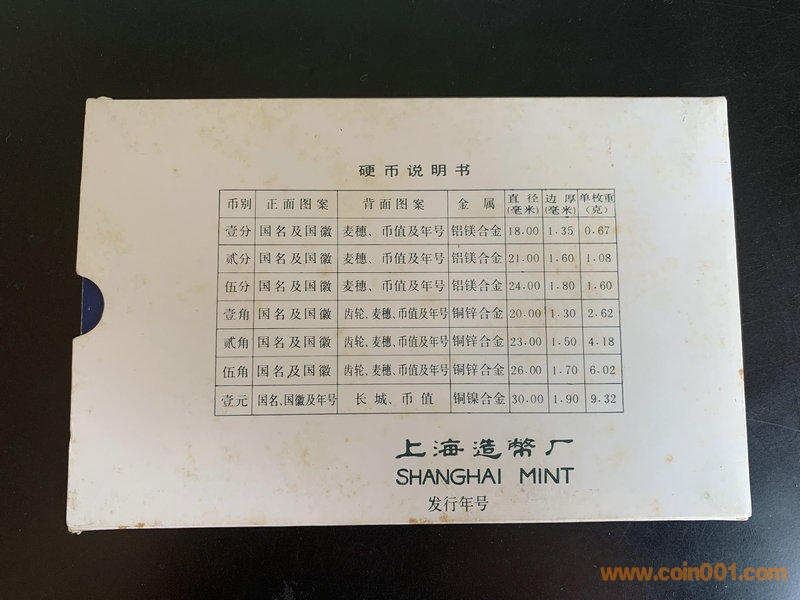 硬币说明书
币别 正面图案 背面图案 金属 直径(毫米) 边厚(毫米) 单枚重(克)
壹分 国名及国徽 麦穗、币值及年号 铝镁合金 18.00 1.35 0.67
贰分 国名及国徽 麦穗、币值及年号 铝镁合金 21.00 1.60 1.08
伍分 国名及国徽 麦穗、币值及年号 铝镁合金 24.00 1.80 1.60
壹角 国名及国徽 齿轮、麦穗、币值及年号 铜锌合金 20.00 1.30 2.62
贰角 国名及国徽 齿轮、麦穗、币值及年号 铜锌合金 23.00 1.50 4.18
伍角 国名及国徽 齿轮、麦穗、币值及年号 铜锌合金 26.00 1.70 6.02
壹元 国名、国徽及年号 长城、币值 铜镍合金 30.00 1.90 9.32
上海造幣厂
SHANGHAI MINT
发行年号
www.coin001.com